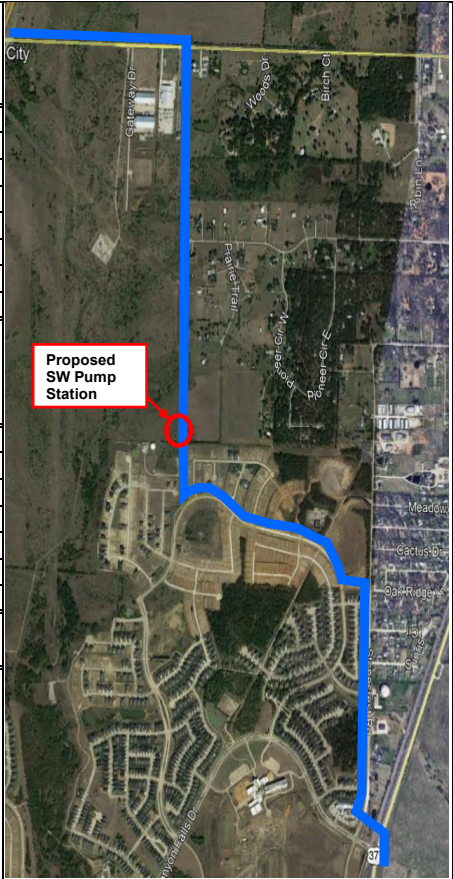 City
Gateway Dr
Woods Dr
Birch Ct
Prairie Trail
Pioneer Cir W
Pioneer Cir E
Proposed
SW Pump
Station
Meadow
Cactus Dr
Oak Ridge
37